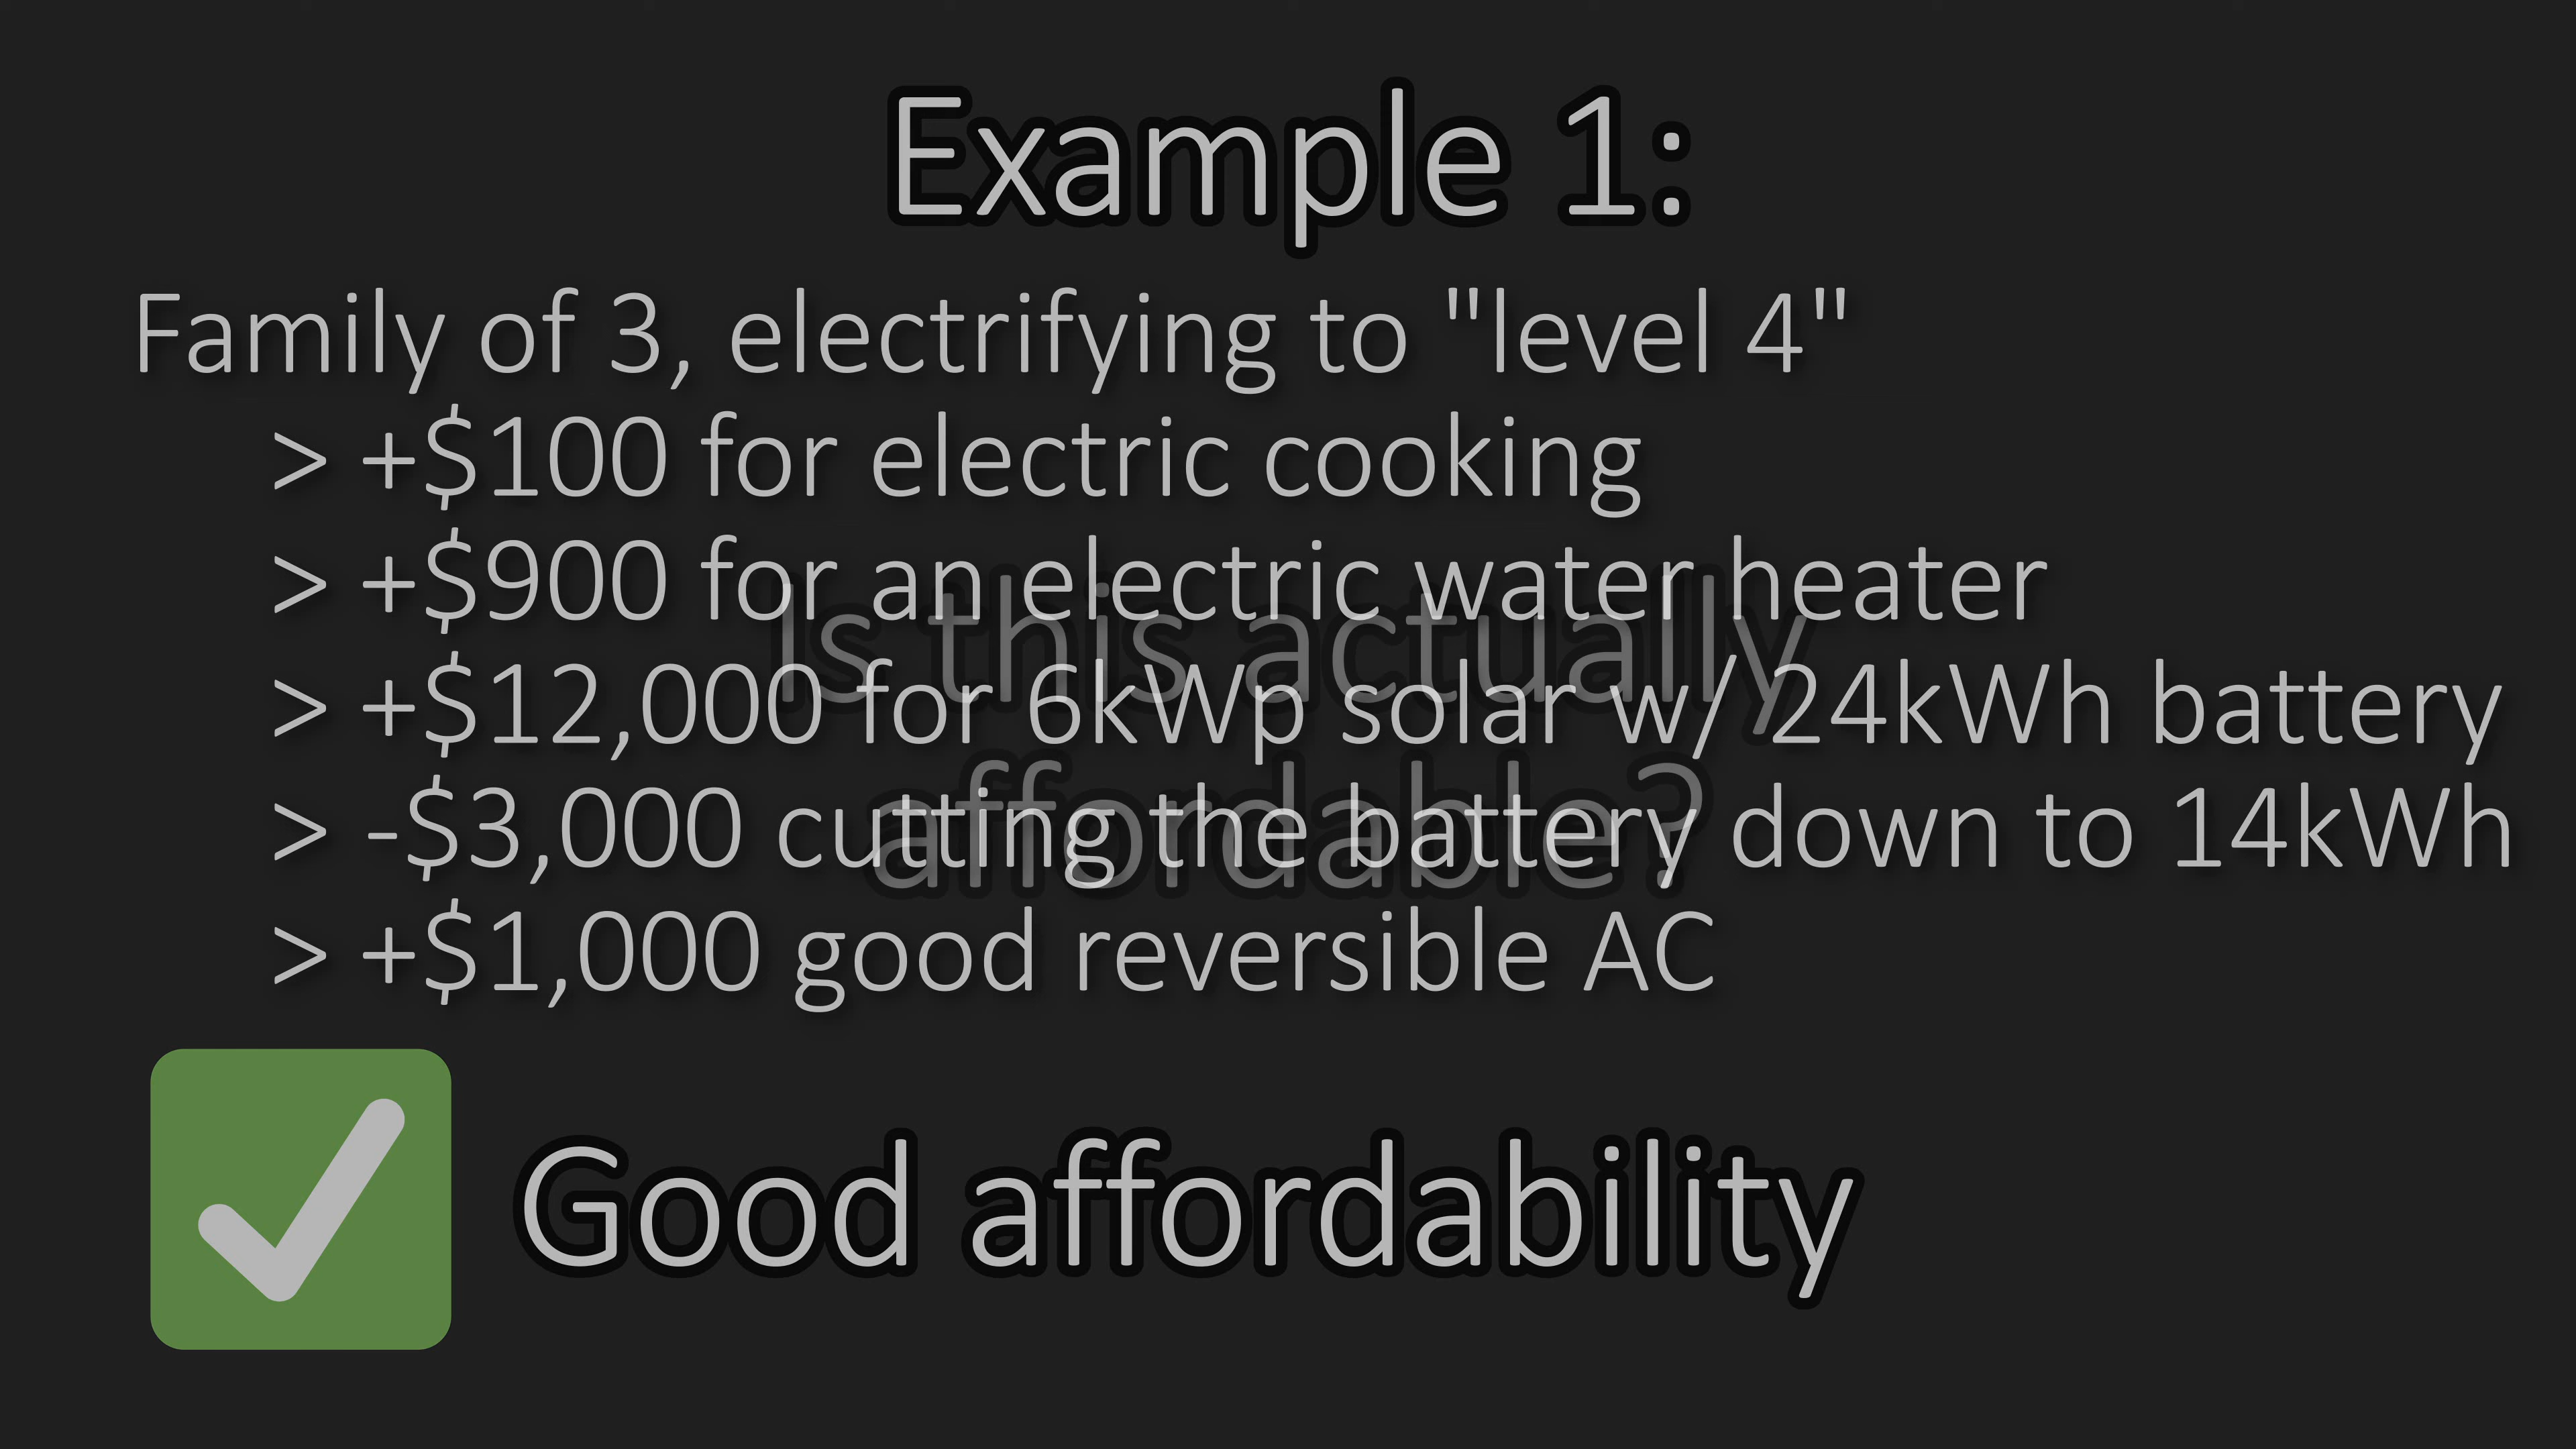 Example 1:
Family of 3, electrifying to "level 4"
> +$100 for electric cooking
> +$900 for an electric water heater
> +$12,000 for 6kWp solar w/ 24kWh battery
> -$3,000 cutting the battery down to 14kWh
> +$1,000 good reversible AC
Is this actually
affordable?
Good affordability